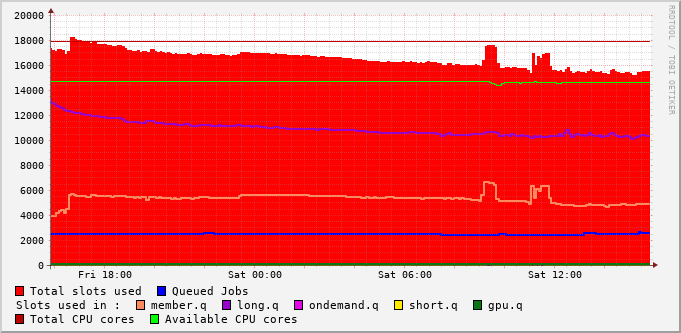 20000
18000
16000
14000
12000
10000
8000
6000
4000
2000
0
Fri 18:00 Sat 00:00 Sat 06:00 Sat 12:00
Total slots used Queued Jobs
Slots used in : member.q long.q ondemand.q short.q gpu.q
Total CPU cores Available CPU cores
RRDTOOL / TOBI OETIKER